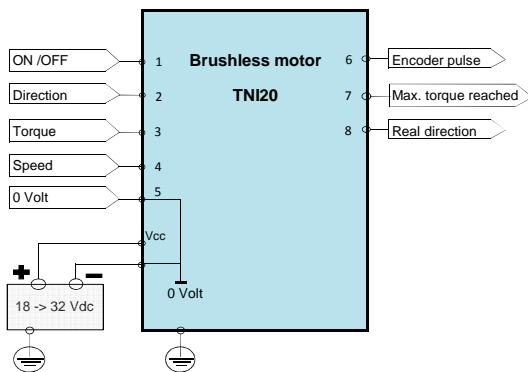 ON /OFF
Direction
Torque
Speed
0 Volt
1
2
3
4
5
Vcc
Brushless motor
TNI20
6
7
8
Encoder pulse
Max. torque reached
Real direction
+
−
18 -> 32 Vdc
0 Volt